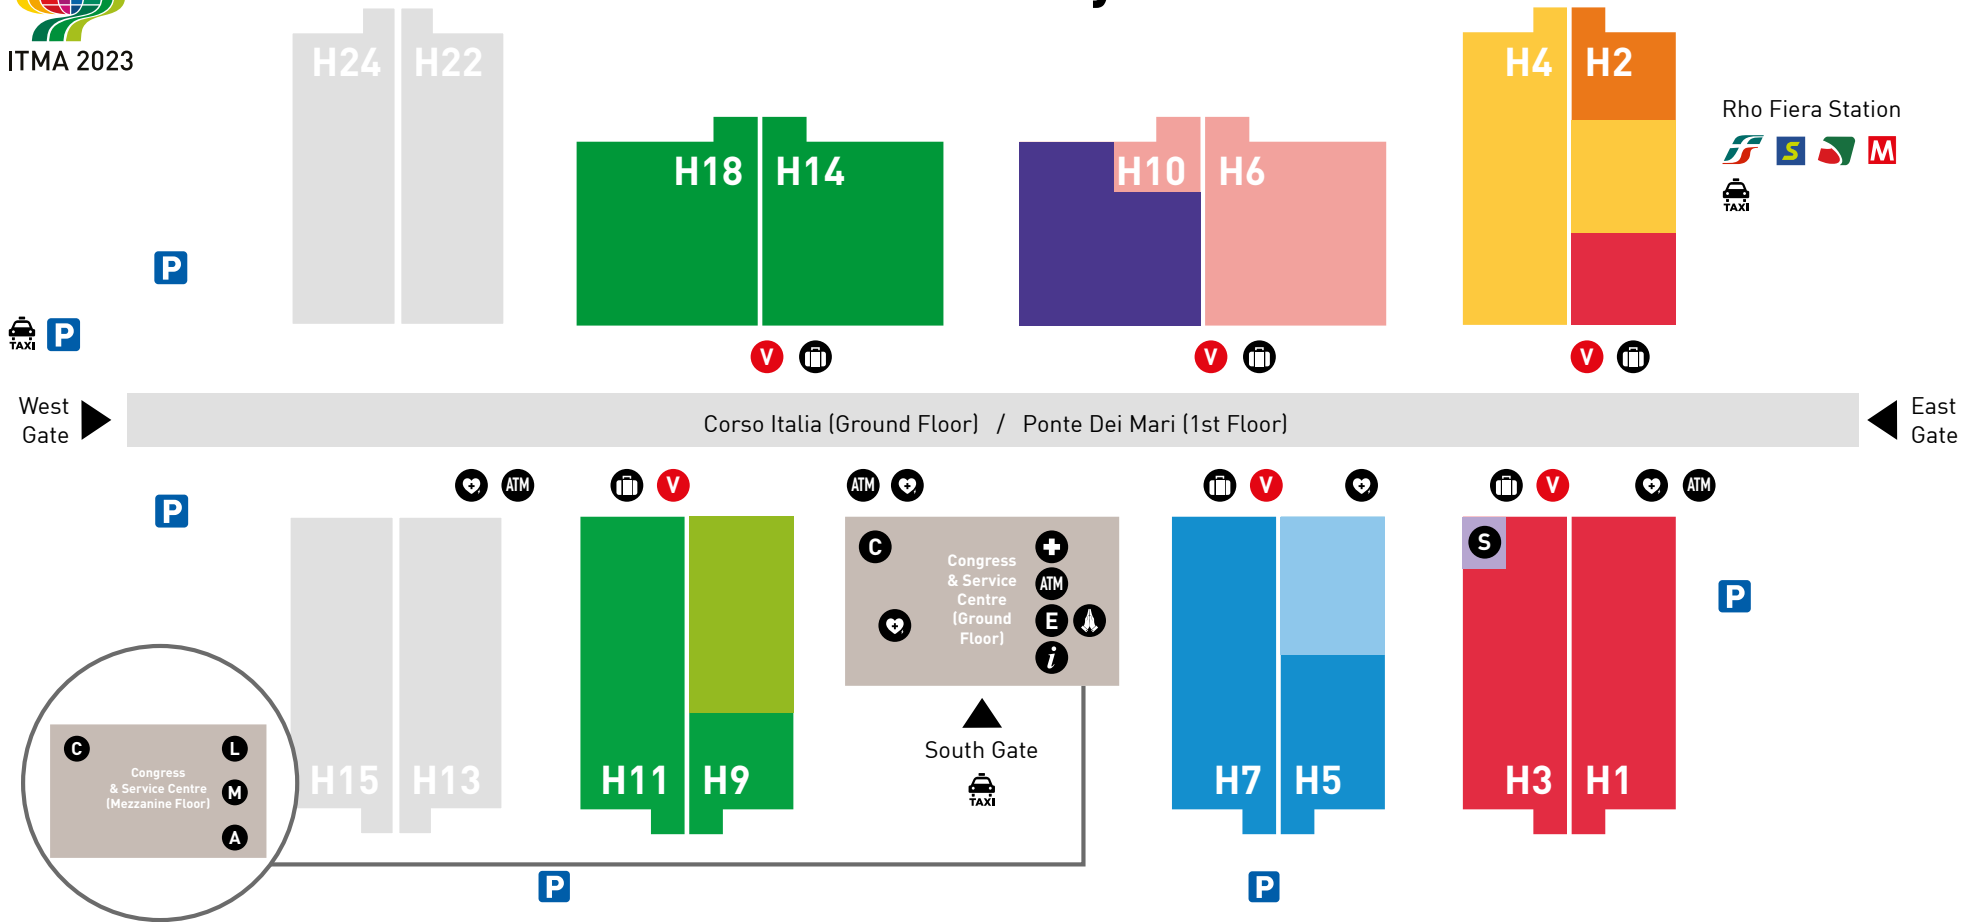 ITMA 2023
H24 H22
H4 H2
Rho Fiera Station
S M
TAXI
H18 H14
H10 H6
P
TAXI P
V V V
West
Gate
Corso Italia (Ground Floor) / Ponte Dei Mari (1st Floor)
East
Gate
ATM V ATM V V ATM
P
C
Congress
& Service
Centre
(Ground
Floor)
ATM
E
i
S
P
South Gate
TAXI
H15 H13 H11 H9 H7 H5 H3 H1
C L
Congress
& Service Centre
(Mezzanine Floor)
M
A
P P